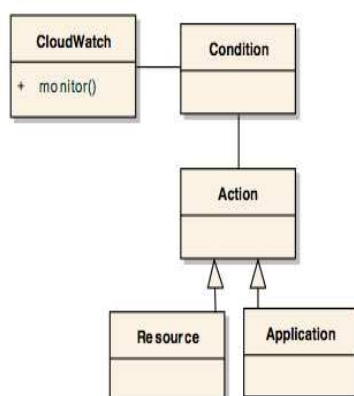 CloudWatch
+ monitor()
Condition
Action
Resource
Application